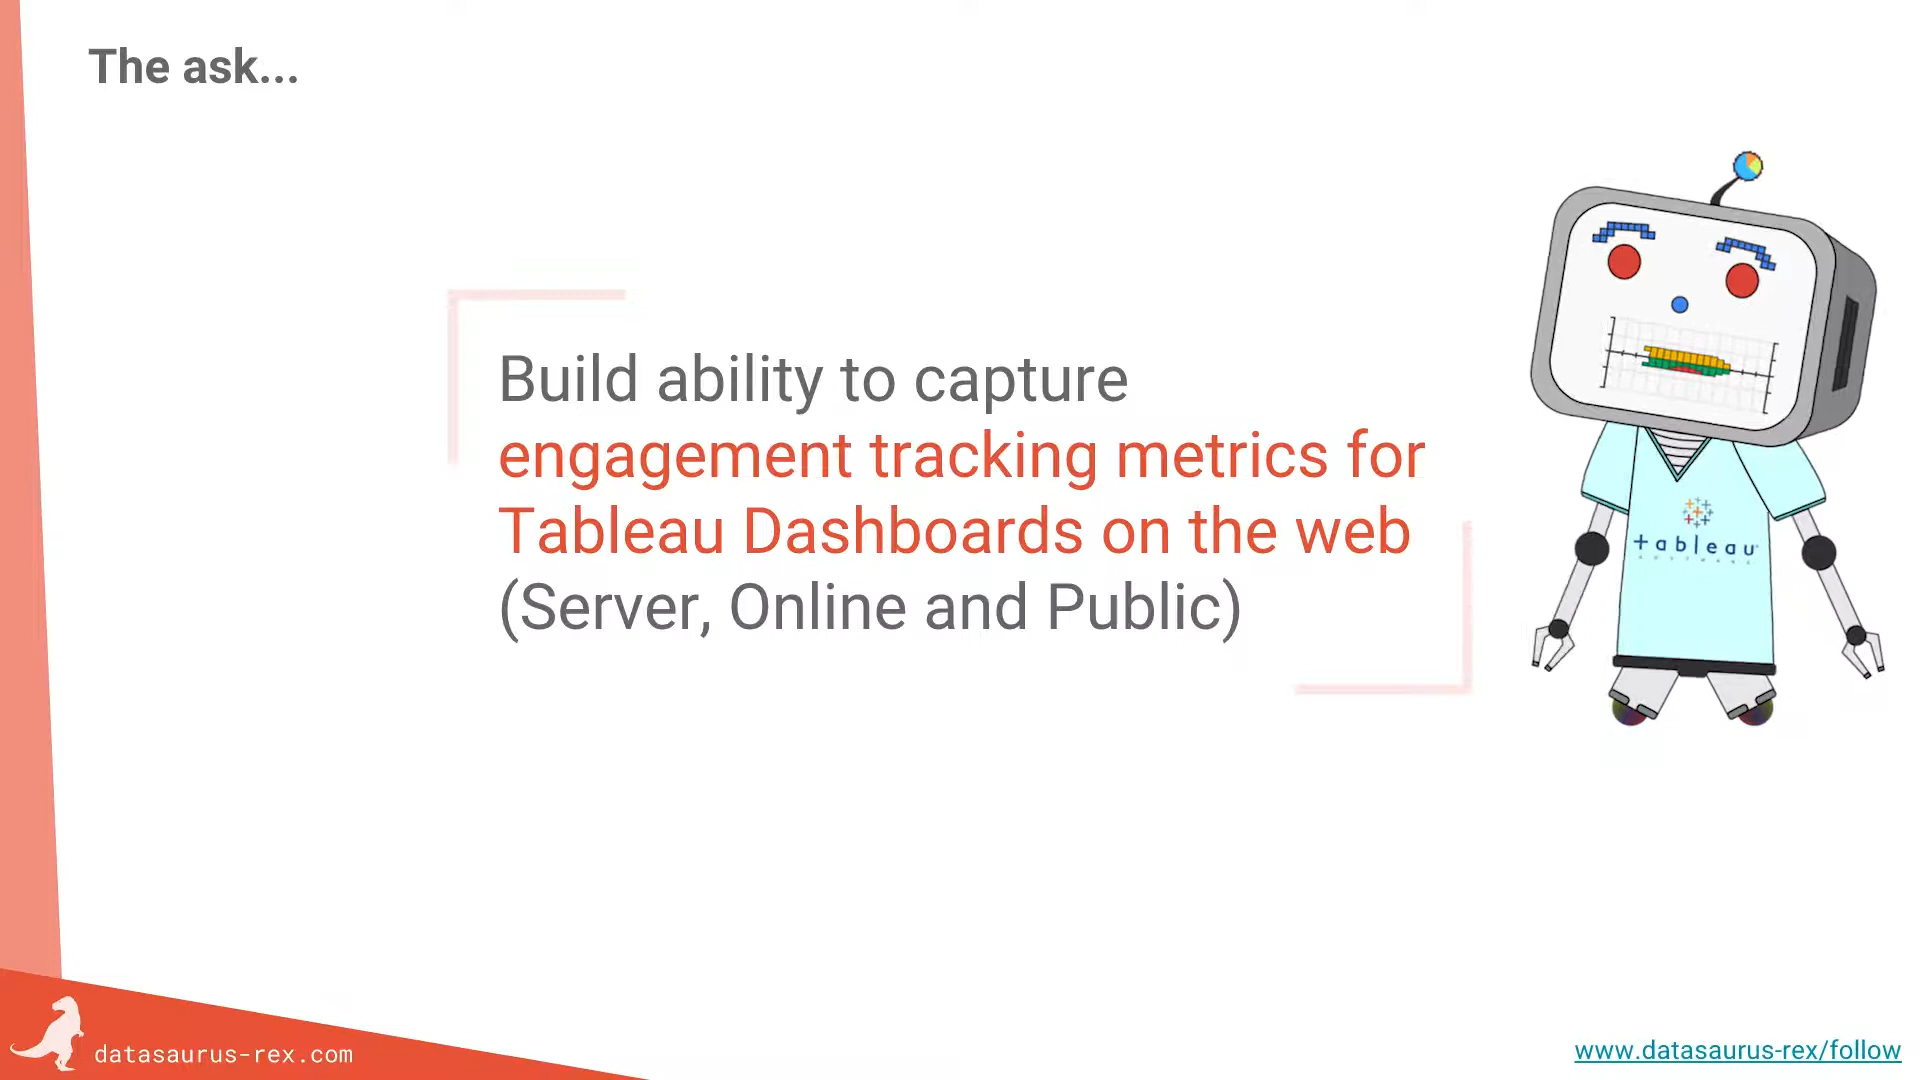 The ask...
Build ability to capture
engagement tracking metrics for
Tableau Dashboards on the web
(Server, Online and Public)
+ableau
SOFTWARE
datasaurus-rex.com
www.datasaurus-rex/follow